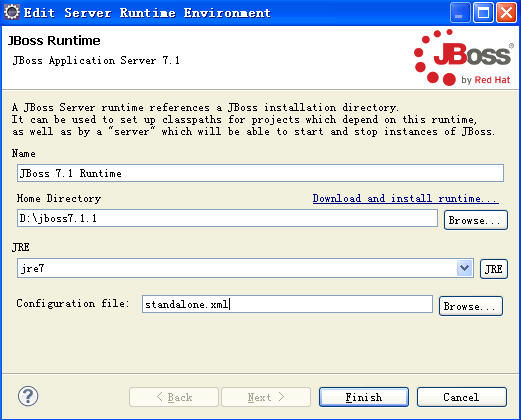 Edit Server Runtime Environment
JBoss Runtime
JBoss Application Server 7.1
JBoss
by Red Hat
A JBoss Server runtime references a JBoss installation directory.
It can be used to set up classpaths for projects which depend on this runtime,
as well as by a "server" which will be able to start and stop instances of JBoss.
Name
JBoss 7.1 Runtime
Home Directory Download and install runtime...
D:\jboss7.1.1 Browse...
JRE
jre7 JRE
Configuration file: standalone.xml Browse...
? < Back Next > Finish Cancel